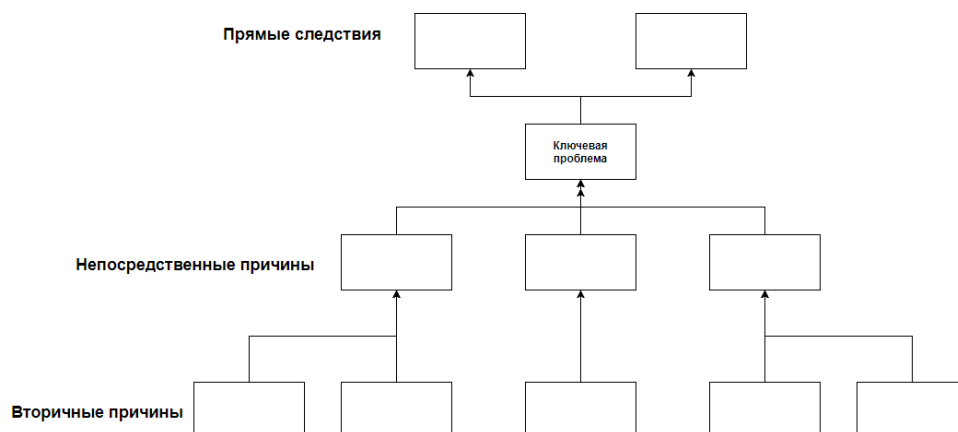 Прямые следствия
Ключевая
проблема
Непосредственные причины
Вторичные причины